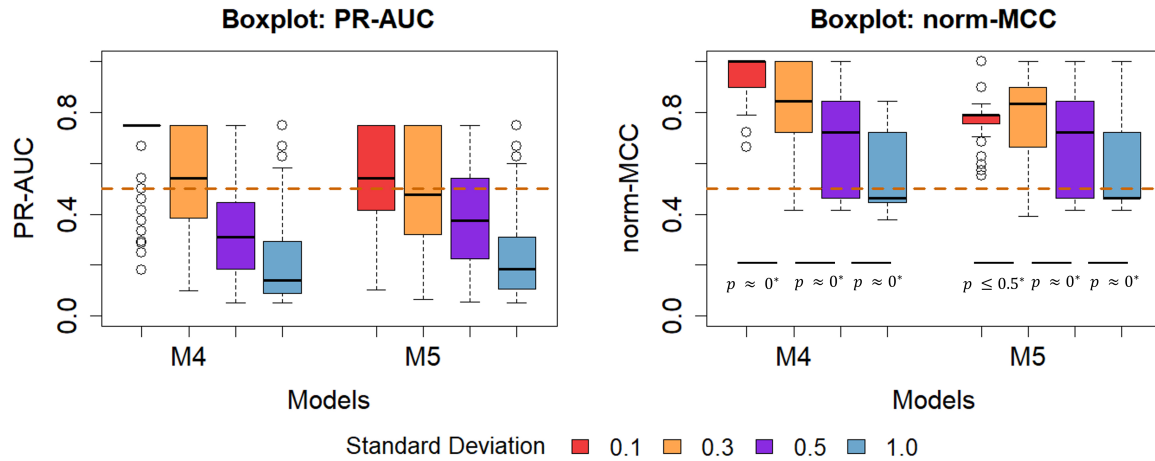 Boxplot: PR-AUC
PR-AUC
0.8
0.4
0.0
M4 M5
Models
Boxplot: norm-MCC
norm-MCC
0.8
0.4
0.0
p ≈ 0* p ≈ 0* p ≈ 0* p ≤ 0.5* p ≈ 0* p ≈ 0*
M4 M5
Models
Standard Deviation 0.1 0.3 0.5 1.0